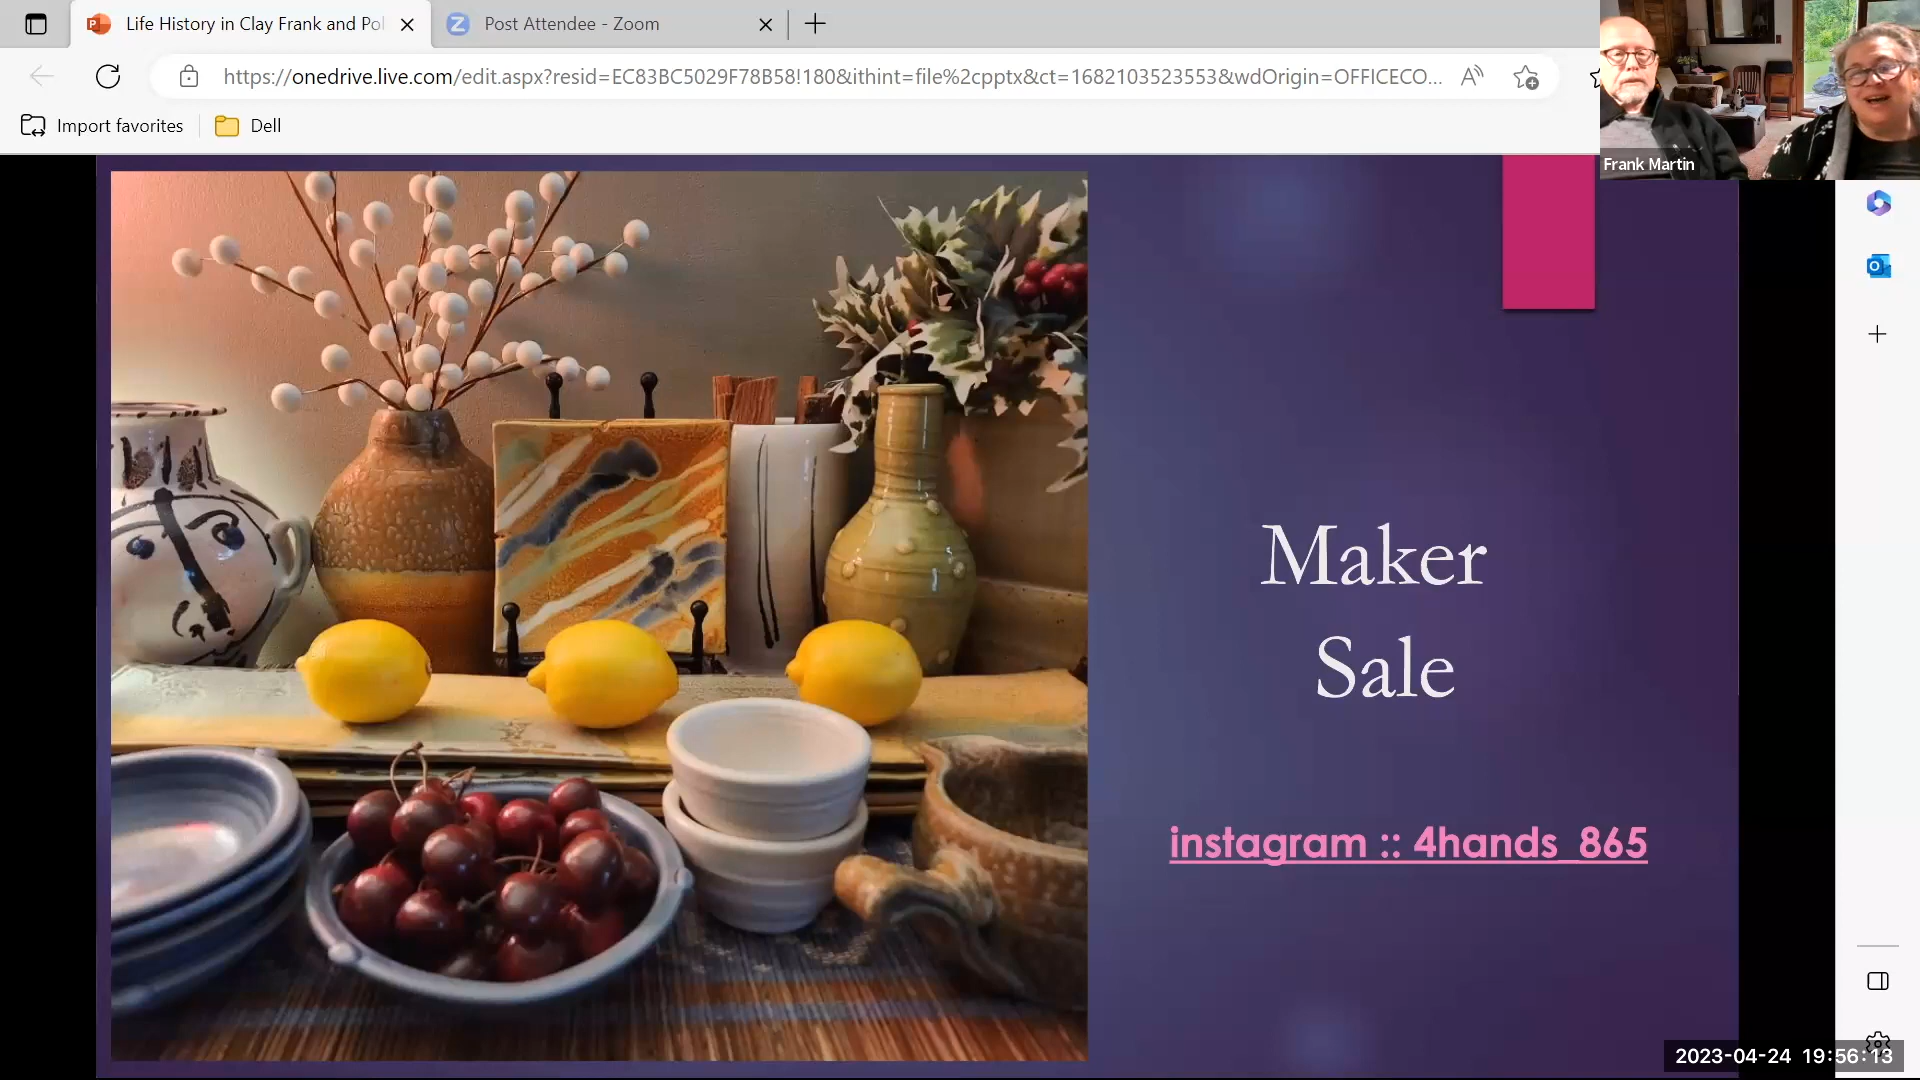 Life History in Clay Frank and Pol
Post Attendee - Zoom
https://onedrive.live.com/edit.aspx?resid=EC83BC5029F78B58!180&ithint=file%2cpptx&ct=1682103523553&wdOrigin=OFFICECO...
Import favorites
Dell
Frank Martin
Maker
Sale
instagram :: 4hands_865
2023-04-24 19:56:13